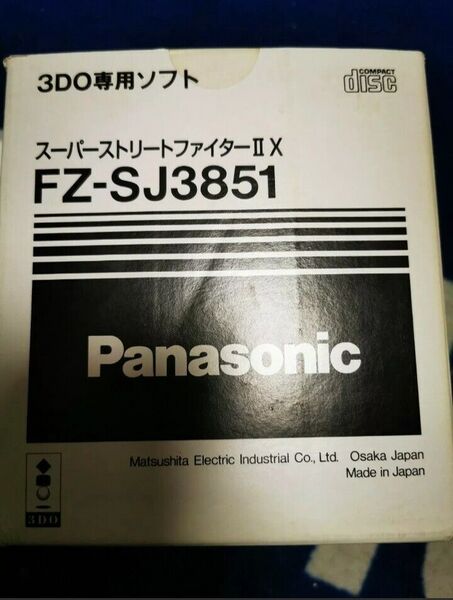 3DO専用ソフト
COMPACT
disc
スーパーストリートファイターII X
FZ-SJ3851
Panasonic
Matsushita Electric Industrial Co., Ltd. Osaka Japan
Made in Japan
3DO